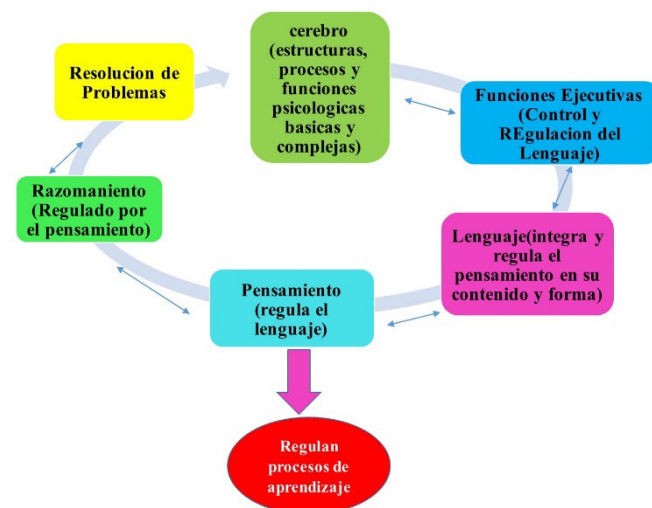 cerebro
(estructuras,
procesos y
funciones
psicologicas
basicas y
complejas)
Funciones Ejecutivas
(Control y
REgulacion del
Lenguaje)
Lenguaje(integra y
regula el
pensamiento en su
contenido y forma)
Pensamiento
(regula el
lenguaje)
Razomaniento
(Regulado por
el pensamiento)
Resolucion de
Problemas
Regulan
procesos de
aprendizaje